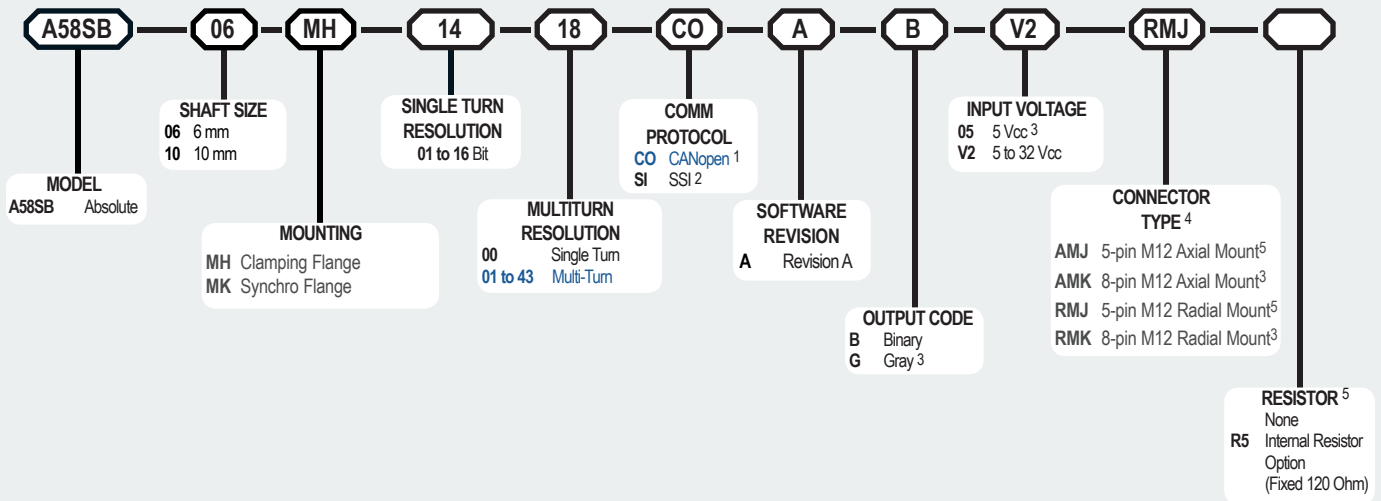 A58SB 06 MH 14 18 CO A B V2 RMJ
SHAFT SIZE
06 6 mm
10 10 mm
SINGLE TURN
RESOLUTION
01 to 16 Bit
COMM
PROTOCOL
CO CANopen 1
SI SSI 2
INPUT VOLTAGE
05 5 Vcc 3
V2 5 to 32 Vcc
MODEL
A58SB Absolute
MOUNTING
MH Clamping Flange
MK Synchro Flange
MULTITURN
RESOLUTION
00 Single Turn
01 to 43 Multi-Turn
SOFTWARE
REVISION
A Revision A
CONNECTOR
TYPE 4
AMJ 5-pin M12 Axial Mount5
AMK 8-pin M12 Axial Mount3
RMJ 5-pin M12 Radial Mount5
RMK 8-pin M12 Radial Mount3
OUTPUT CODE
B Binary
G Gray 3
RESISTOR 5
None
R5 Internal Resistor
Option
(Fixed 120 Ohm)